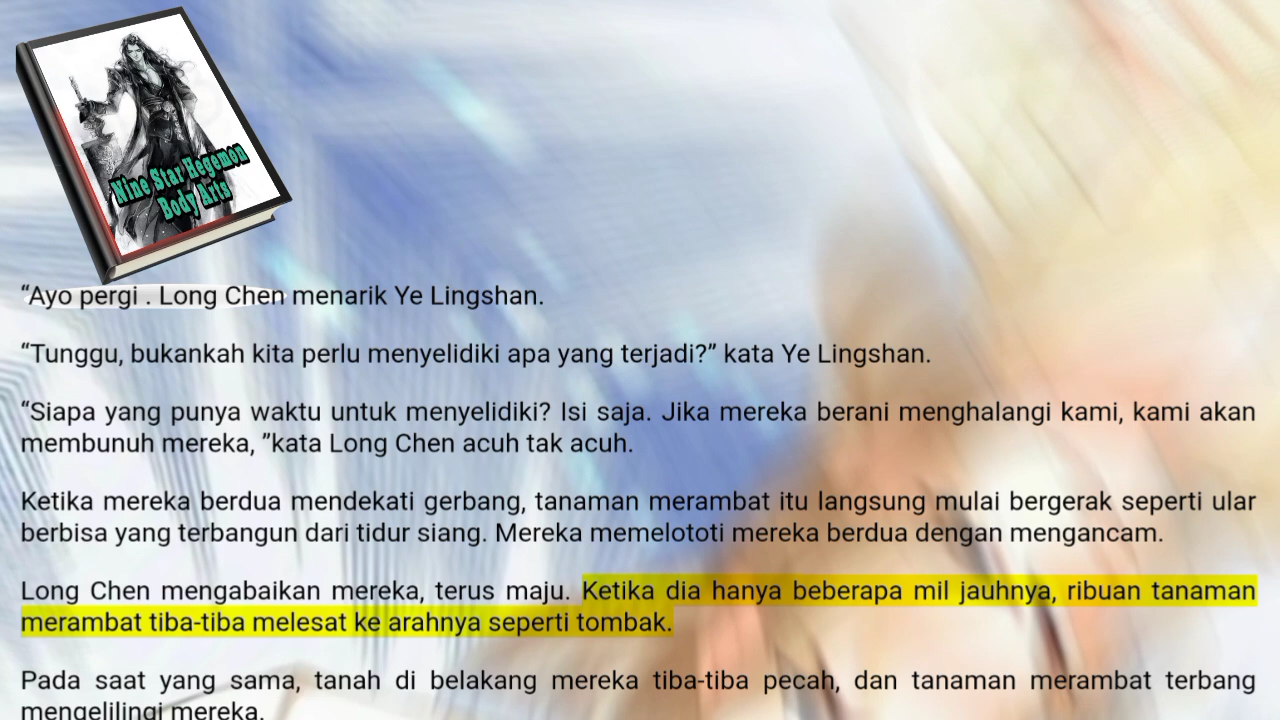 Nine Star Hegemon
Body Arts
“Ayo pergi . Long Chen menarik Ye Lingshan.
“Tunggu, bukankah kita perlu menyelidiki apa yang terjadi?” kata Ye Lingshan.
“Siapa yang punya waktu untuk menyelidiki? Isi saja. Jika mereka berani menghalangi kami, kami akan
membunuh mereka, ”kata Long Chen acuh tak acuh.
Ketika mereka berdua mendekati gerbang, tanaman merambat itu langsung mulai bergerak seperti ular
berbisa yang terbangun dari tidur siang. Mereka memelototi mereka berdua dengan mengancam.
Long Chen mengabaikan mereka, terus maju. Ketika dia hanya beberapa mil jauhnya, ribuan tanaman
merambat tiba-tiba melesat ke arahnya seperti tombak.
Pada saat yang sama, tanah di belakang mereka tiba-tiba pecah, dan tanaman merambat terbang
mengelilingi mereka.